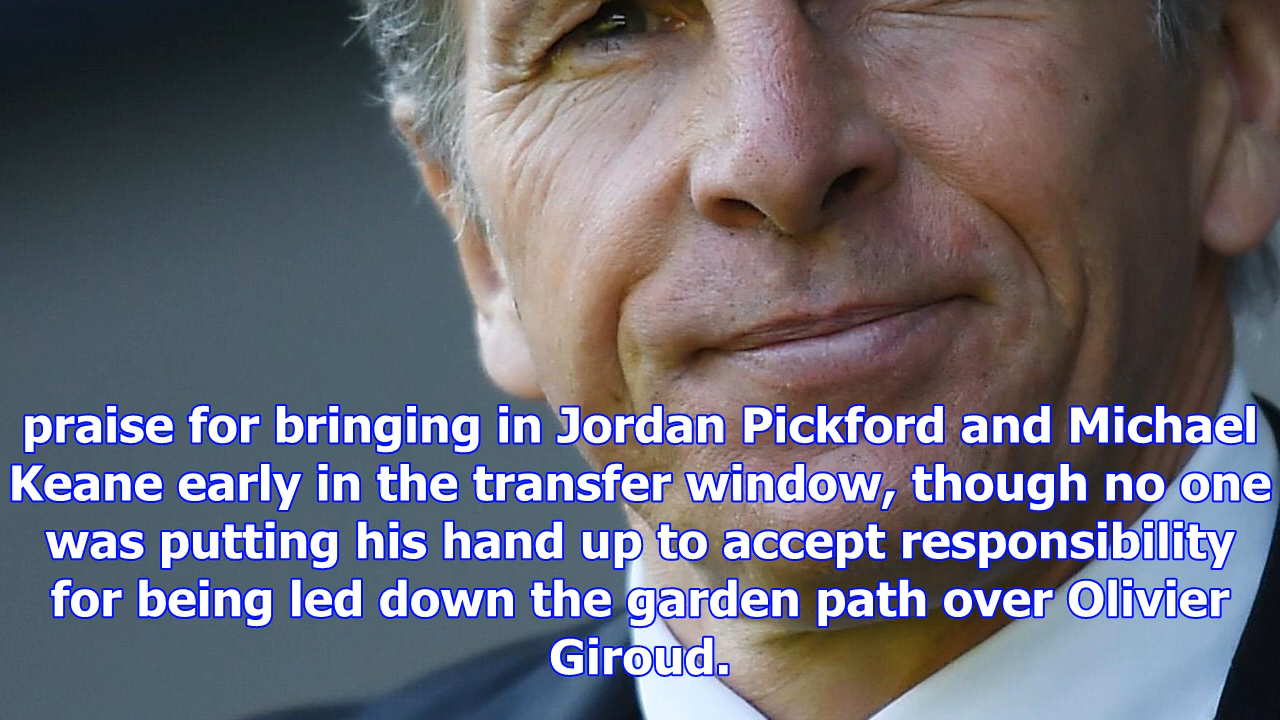 praise for bringing in Jordan Pickford and Michael
Keane early in the transfer window, though no one
was putting his hand up to accept responsibility
for being led down the garden path over Olivier
Giroud.